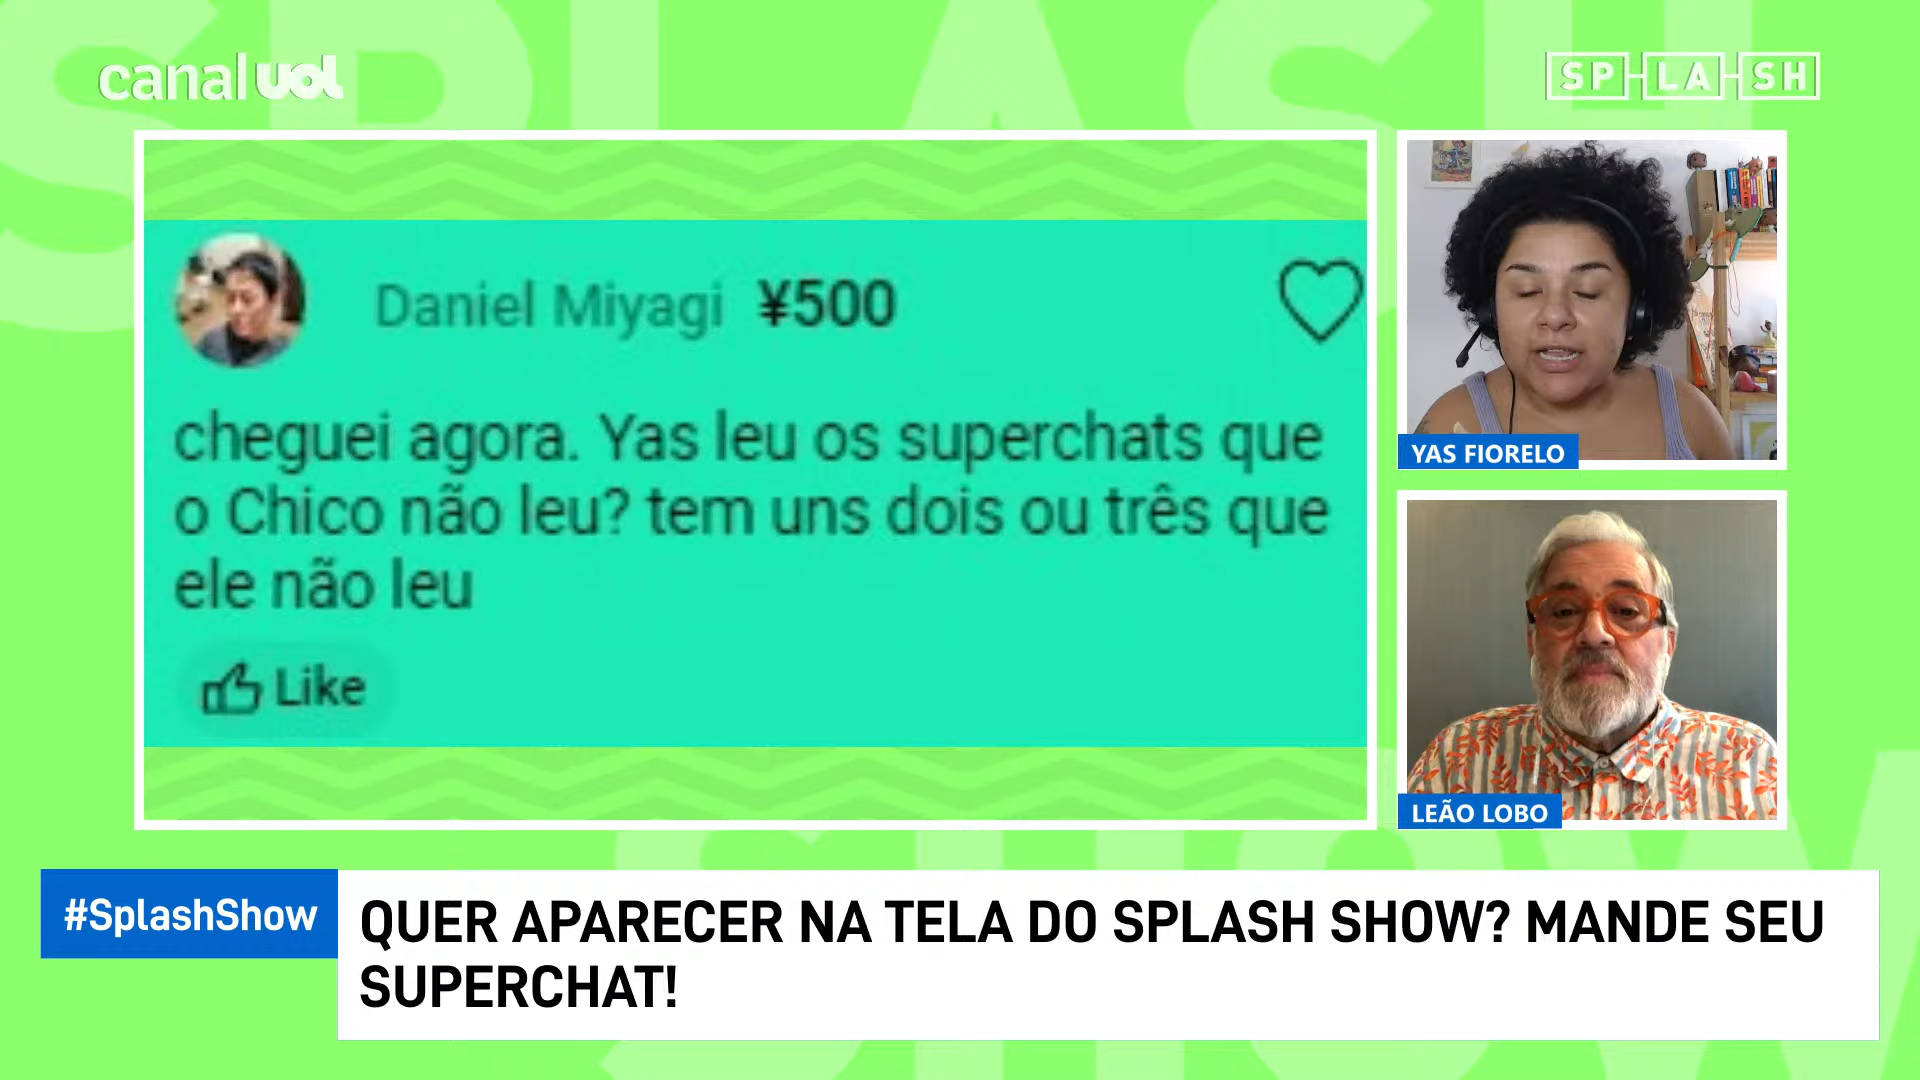 canal uol
SPLASH
Daniel Miyagi ¥500
cheguei agora. Yas leu os superchats que
o Chico não leu? tem uns dois ou três que
ele não leu
Like
YAS FIORELO
LEÃO LOBO
#SplashShow
QUER APARECER NA TELA DO SPLASH SHOW? MANDE SEU
SUPERCHAT!
SPLASH
SHOW